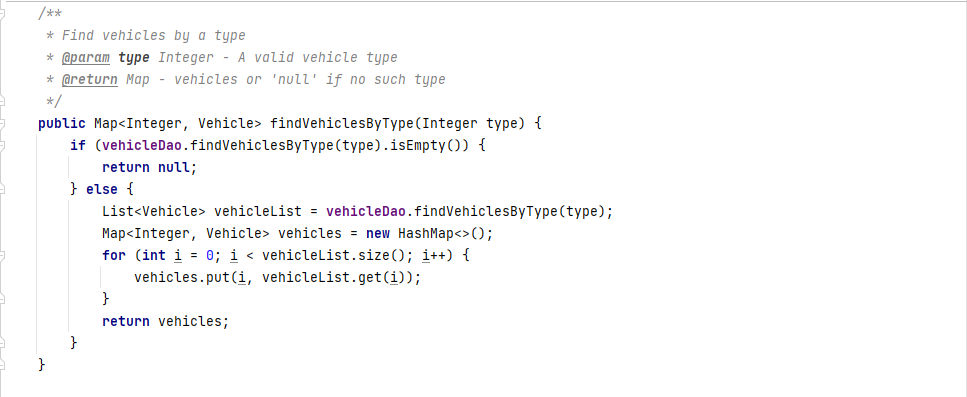 /**
 * Find vehicles by a type
 * @param type Integer - A valid vehicle type
 * @return Map - vehicles or 'null' if no such type
 */
public Map<Integer, Vehicle> findVehiclesByType(Integer type) {
    if (vehicleDao.findVehiclesByType(type).isEmpty()) {
        return null;
    } else {
        List<Vehicle> vehicleList = vehicleDao.findVehiclesByType(type);
        Map<Integer, Vehicle> vehicles = new HashMap<>();
        for (int i = 0; i < vehicleList.size(); i++) {
            vehicles.put(i, vehicleList.get(i));
        }
        return vehicles;
    }
}